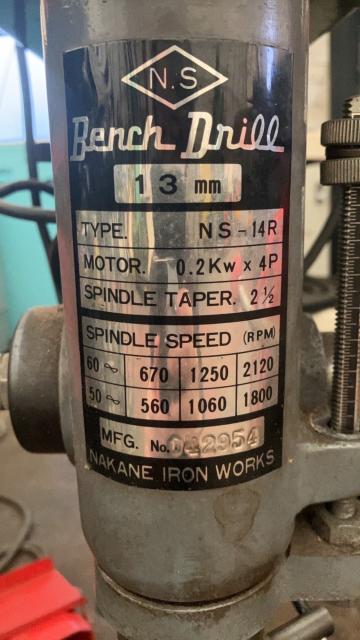 N.S
Bench Drill
13 mm
TYPE. NS-14R
MOTOR. 0.2Kw x 4P
SPINDLE TAPER. 2½
SPINDLE SPEED (RPM)
60∾ 670 1250 2120
50∾ 560 1060 1800
MFG. No. 042954
NAKANE IRON WORKS